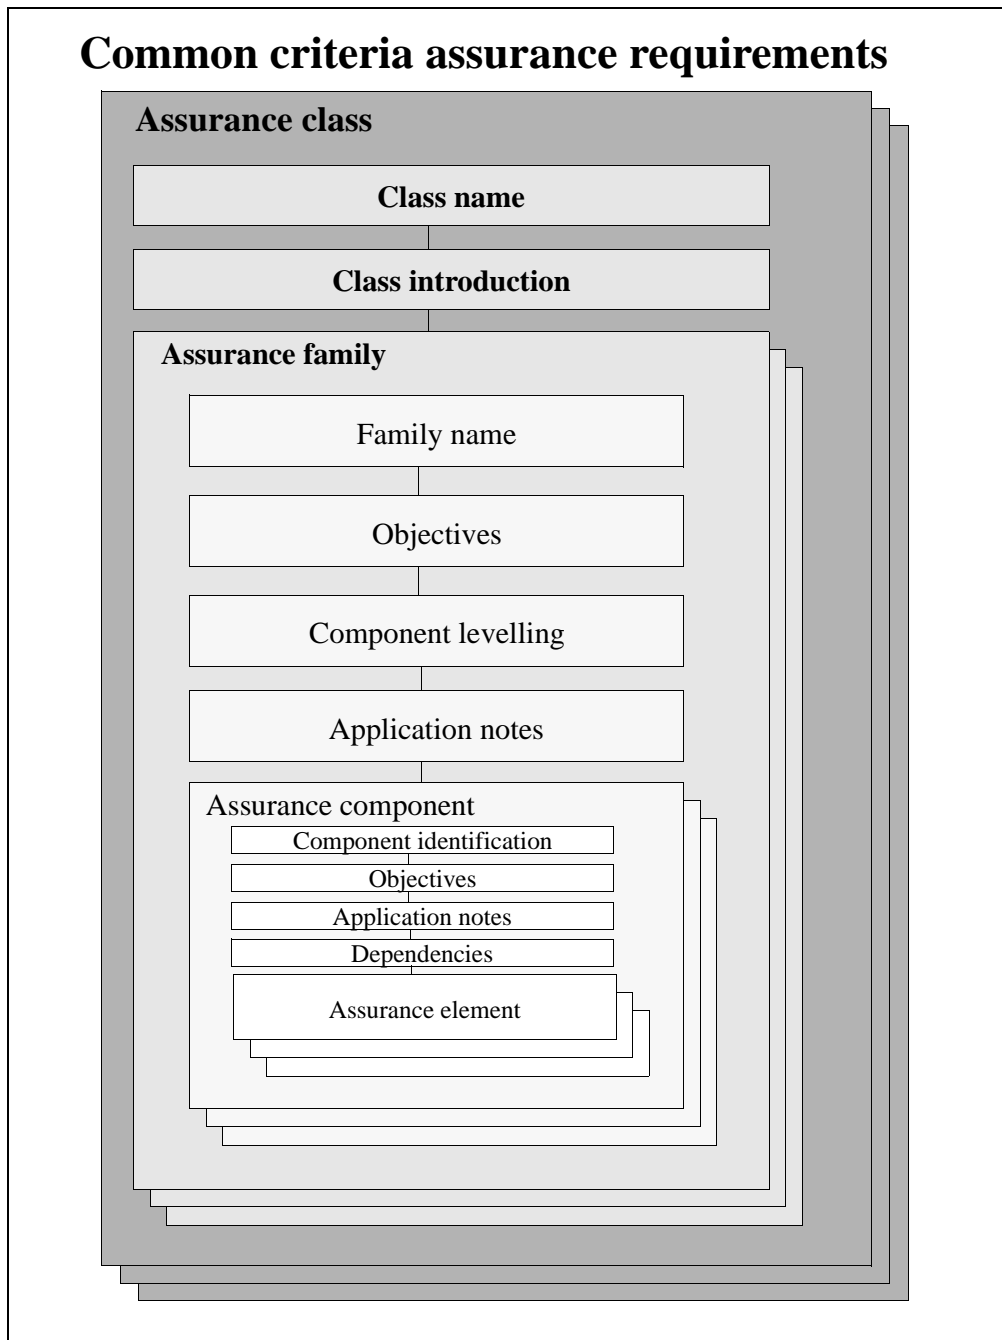 Common criteria assurance requirements
Assurance class
Class name
Class introduction
Assurance family
Family name
Objectives
Component levelling
Application notes
Assurance component
Component identification
Objectives
Application notes
Dependencies
Assurance element